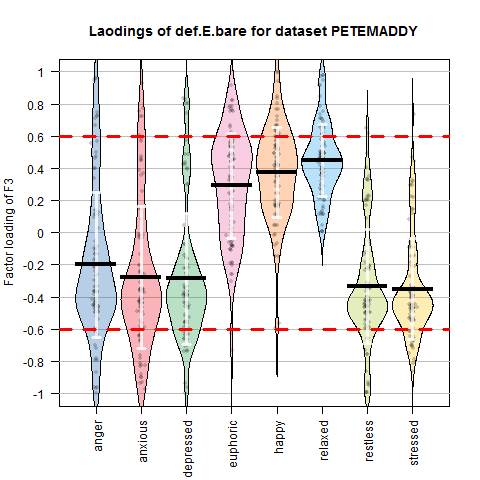 Laodings of def.E.bare for dataset PETEMADDY
Factor loading of F3
1
0.8
0.6
0.4
0.2
0
-0.2
-0.4
-0.6
-0.8
-1
anger
anxious
depressed
euphoric
happy
relaxed
restless
stressed